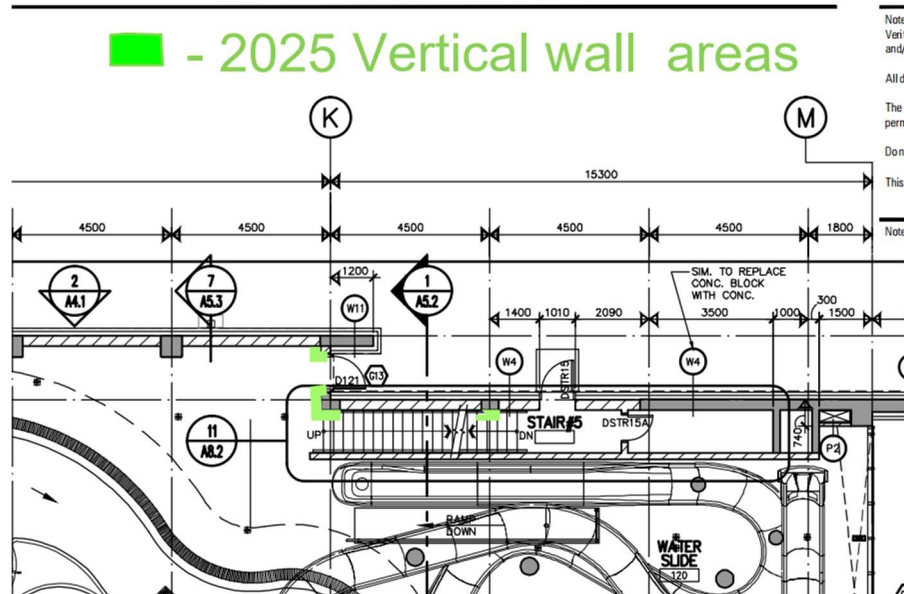 - 2025 Vertical wall areas
Note
Verif
and/
All d
The
perm
Do n
This
Note
K
M
15300
4500
4500
4500
4500
4500
1800
2
A4.1
7
A5.3
1200
1
A5.2
SIM. TO REPLACE
CONC. BLOCK
WITH CONC.
300
1400
1010
2090
3500
1000
1500
W11
W4
W4
D121
G13
DSTR15
11
A8.2
UP
DN
STAIR#5
DSTR15A
740
P2
RAMP
DOWN
WATER
SLIDE
120